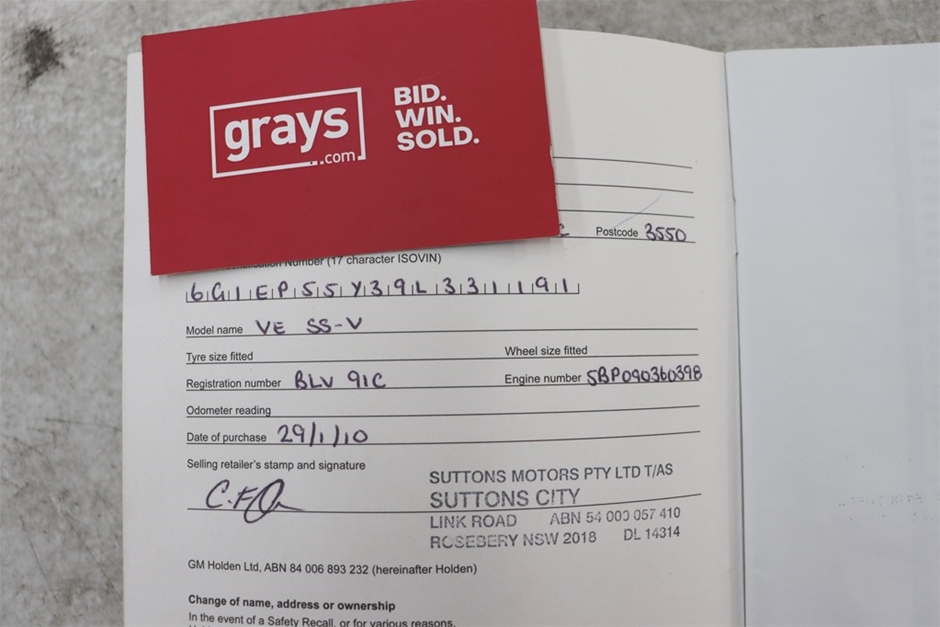 grays
.com
BID.
WIN.
SOLD.
Postcode 3550
Number (17 character ISOVIN)
6G1EP55Y39L331191
Model name VE SS-V
Tyre size fitted Wheel size fitted
Registration number BLV 91C Engine number SBP090360398
Odometer reading
Date of purchase 29/1/10
Selling retailer's stamp and signature
SUTTONS MOTORS PTY LTD T/AS
SUTTONS CITY
LINK ROAD ABN 54 000 057 410
ROSEBERY NSW 2018 DL 14314
GM Holden Ltd, ABN 84 006 893 232 (hereinafter Holden)
Change of name, address or ownership
In the event of a Safety Recall, or for various reasons,